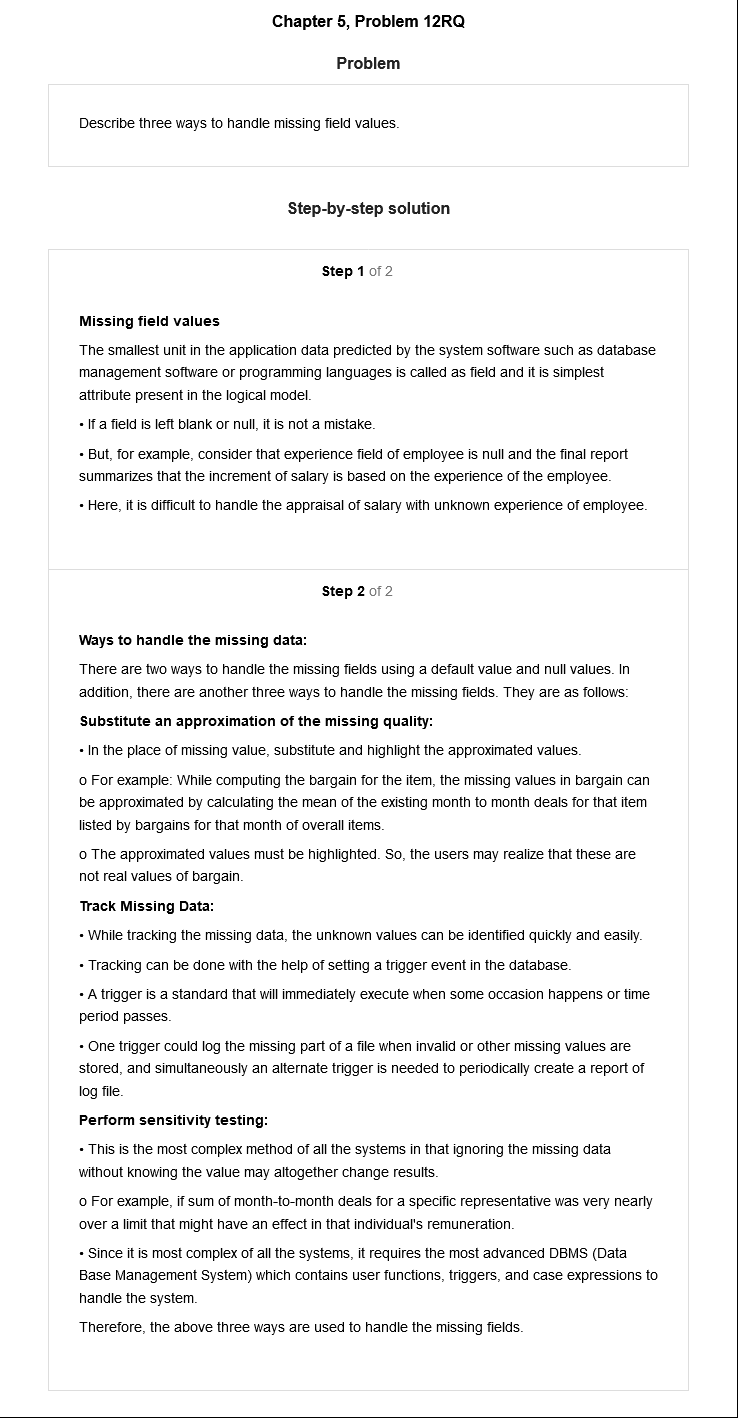 Chapter 5, Problem 12RQ
Problem
Describe three ways to handle missing field values.
Step-by-step solution
Step 1 of 2
Missing field values
The smallest unit in the application data predicted by the system software such as database
management software or programming languages is called as field and it is simplest
attribute present in the logical model.
• If a field is left blank or null, it is not a mistake.
• But, for example, consider that experience field of employee is null and the final report
summarizes that the increment of salary is based on the experience of the employee.
• Here, it is difficult to handle the appraisal of salary with unknown experience of employee.
Step 2 of 2
Ways to handle the missing data:
There are two ways to handle the missing fields using a default value and null values. In
addition, there are another three ways to handle the missing fields. They are as follows:
Substitute an approximation of the missing quality:
• In the place of missing value, substitute and highlight the approximated values.
o For example: While computing the bargain for the item, the missing values in bargain can
be approximated by calculating the mean of the existing month to month deals for that item
listed by bargains for that month of overall items.
o The approximated values must be highlighted. So, the users may realize that these are
not real values of bargain.
Track Missing Data:
• While tracking the missing data, the unknown values can be identified quickly and easily.
• Tracking can be done with the help of setting a trigger event in the database.
• A trigger is a standard that will immediately execute when some occasion happens or time
period passes.
• One trigger could log the missing part of a file when invalid or other missing values are
stored, and simultaneously an alternate trigger is needed to periodically create a report of
log file.
Perform sensitivity testing:
• This is the most complex method of all the systems in that ignoring the missing data
without knowing the value may altogether change results.
o For example, if sum of month-to-month deals for a specific representative was very nearly
over a limit that might have an effect in that individual's remuneration.
• Since it is most complex of all the systems, it requires the most advanced DBMS (Data
Base Management System) which contains user functions, triggers, and case expressions to
handle the system.
Therefore, the above three ways are used to handle the missing fields.